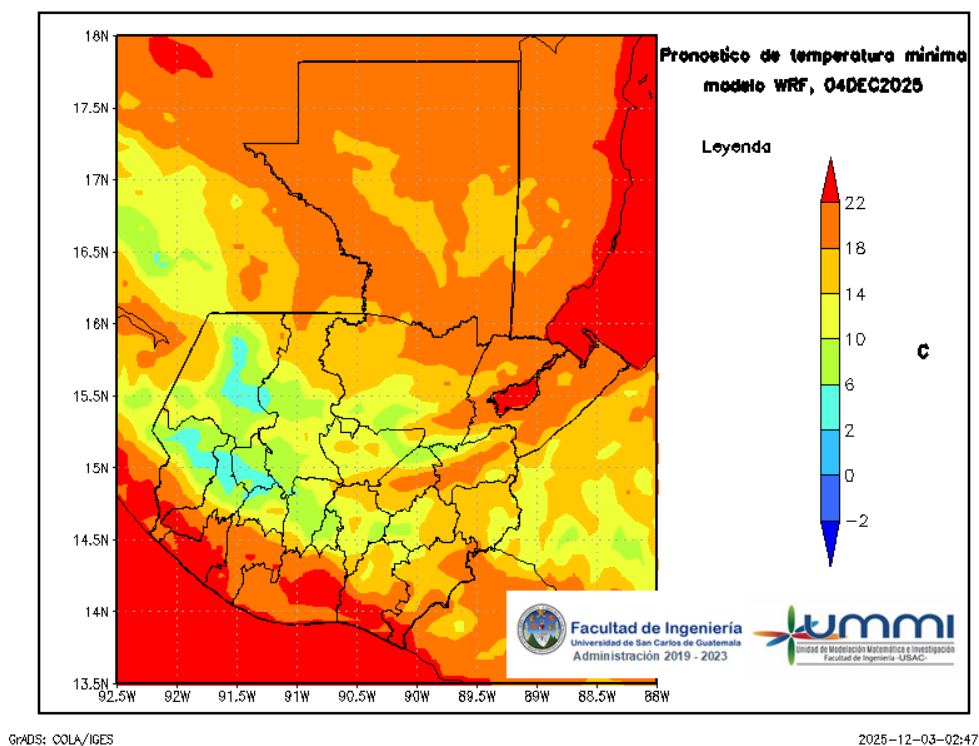 Pronostico de temperatura minima
modelo WRF, 04DEC2025
Leyenda
22
18
14
10
6
2
0
−2
C
18N
17.5N
17N
16.5N
16N
15.5N
15N
14.5N
14N
13.5N
92.5W 92W 91.5W 91W 90.5W 90W 89.5W 89W 88.5W 88W
Facultad de Ingeniería
Universidad de San Carlos de Guatemala
Administración 2019 - 2023
ummi
Unidad de Modelación Matemática e Investigación
Facultad de Ingeniería -USAC-
GrADS: COLA/IGES
2025-12-03-02:47